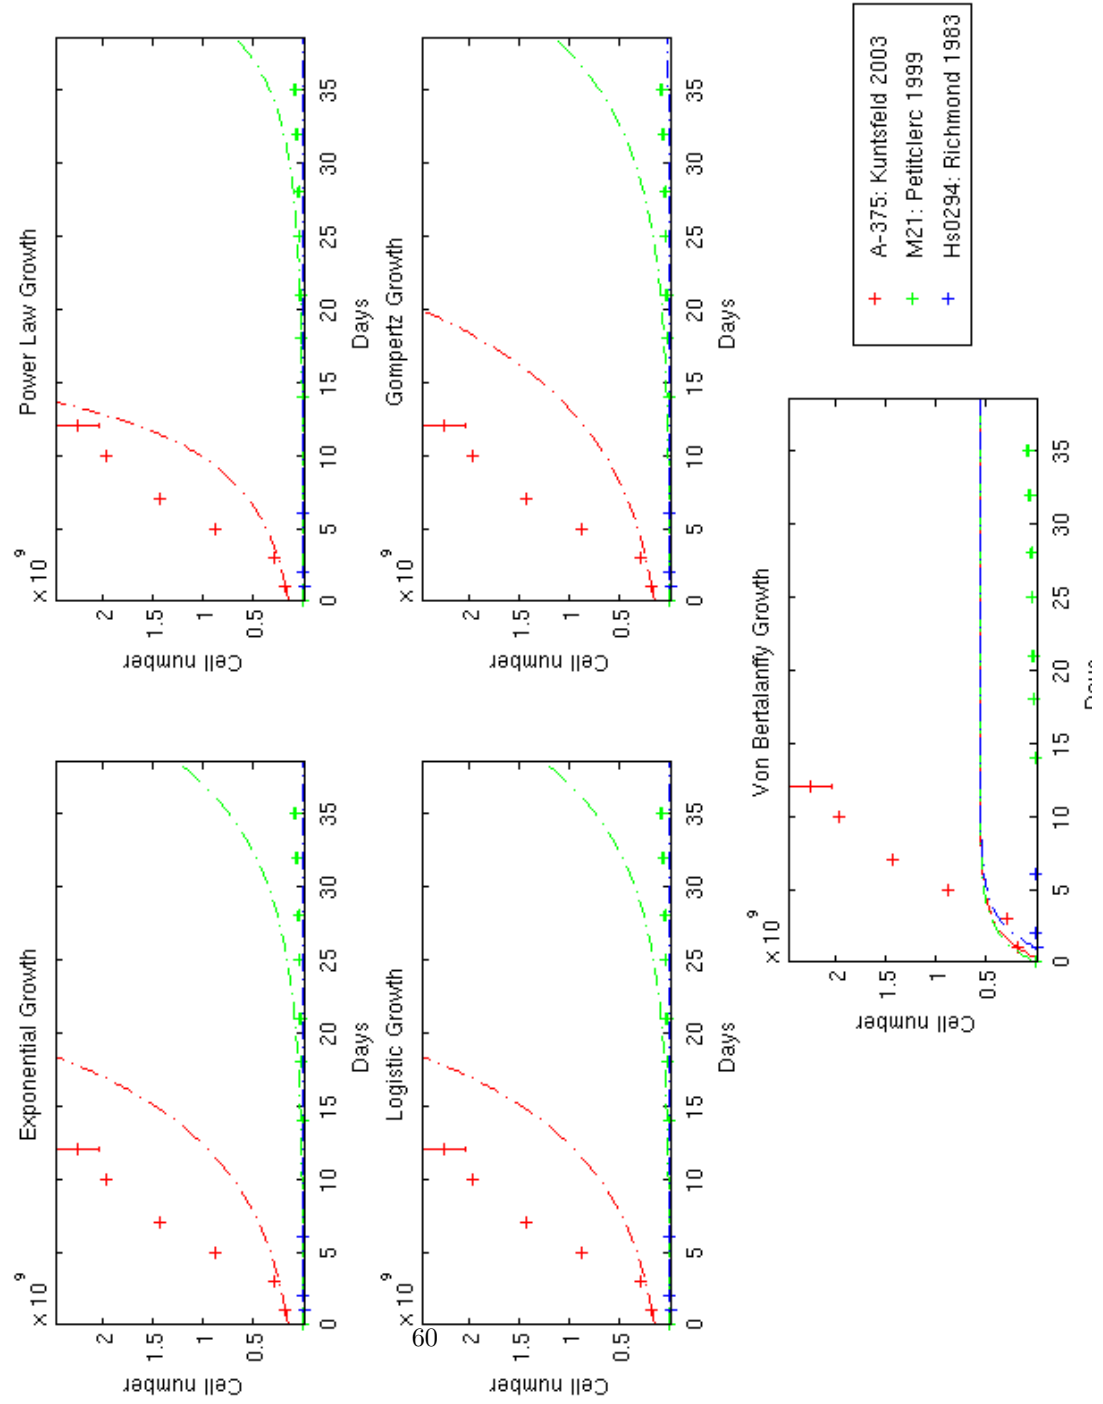 Exponential Growth
× 10 9
Cell number
2
1.5
1
0.5
0 5 10 15 20 25 30 35
Days
Power Law Growth
× 10 9
Cell number
2
1.5
1
0.5
0 5 10 15 20 25 30 35
Days
Logistic Growth
× 10 9
Cell number
2
1.5
1
0.5
0 5 10 15 20 25 30 35
Days
Gompertz Growth
× 10 9
Cell number
2
1.5
1
0.5
0 5 10 15 20 25 30 35
Days
Von Bertalanffy Growth
× 10 9
Cell number
2
1.5
1
0.5
0 5 10 15 20 25 30 35
Days
A-375: Kuntsfeld 2003
M21: Petitclerc 1999
Hs0294: Richmond 1983
60